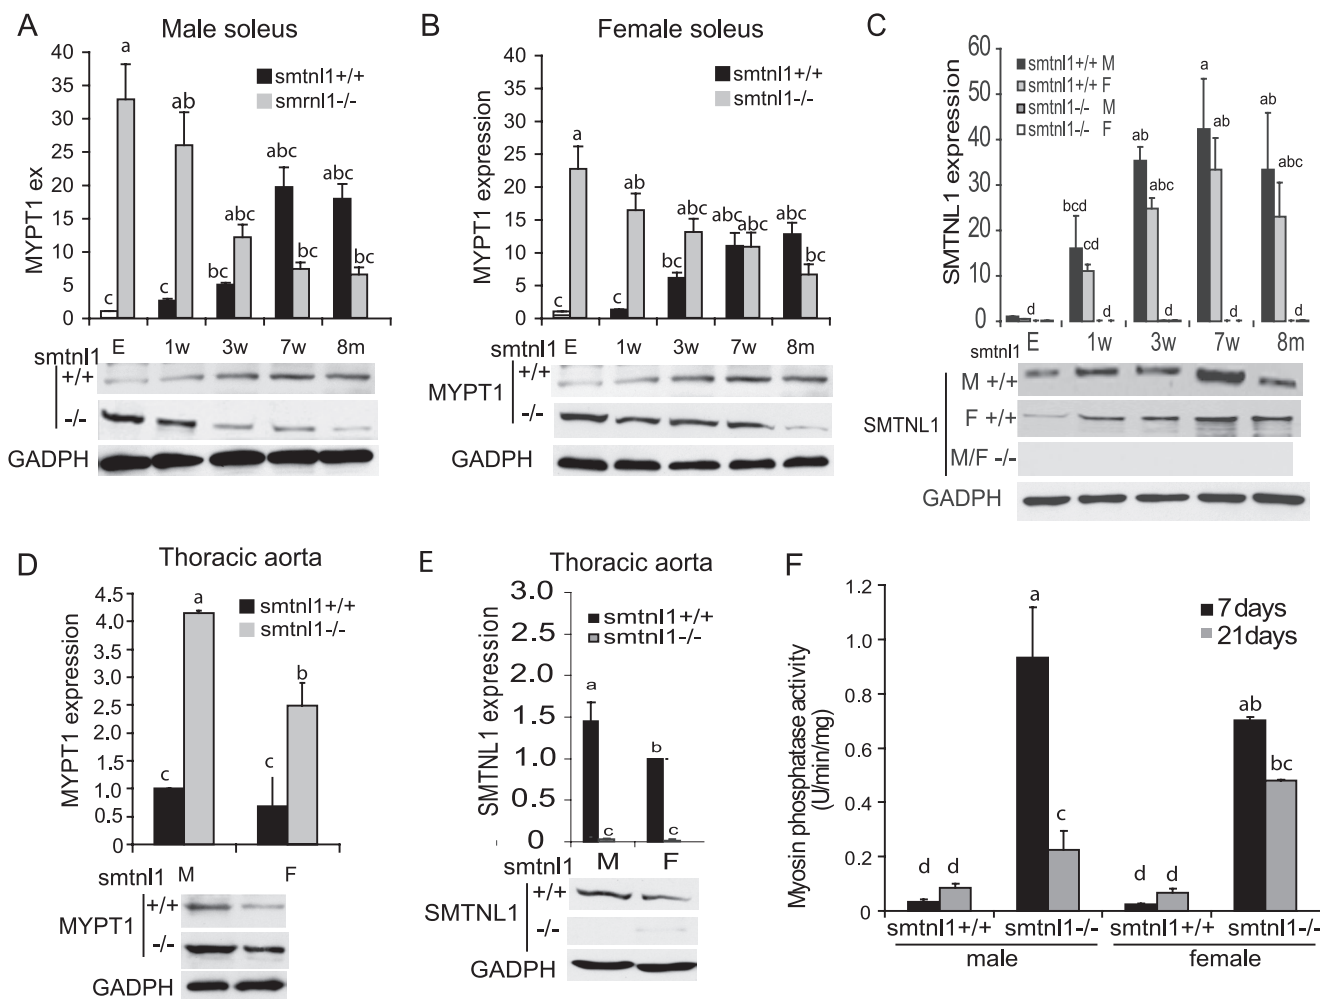 A
Male soleus
MYPT1 ex
40
35
30
25
20
15
10
5
0
smtnl1+/+
smrnl1-/-
a
ab
abc
abc
abc
c
c
bc
bc
bc
E 1w 3w 7w 8m
smtnl1
+/+
-/-
GADPH
B
Female soleus
MYPT1 expression
40
35
30
25
20
15
10
5
0
smtnl1+/+
smtnl1-/-
a
ab
abc
abc
abc
abc
c
c
bc
bc
E 1w 3w 7w 8m
smtnl1
MYPT1
+/+
-/-
GADPH
C
SMTNL1 expression
60
50
40
30
20
10
0
smtnl1+/+ M
smtnl1+/+ F
smtnl1-/- M
smtnl1-/- F
a
ab
ab
ab
abc
abc
bcd
cd
d d d d d
E 1w 3w 7w 8m
smtnl1
SMTNL1
M +/+
F +/+
M/F -/-
GADPH
D
Thoracic aorta
MYPT1 expression
4.5
4.0
3.5
3.0
2.5
2.0
1.5
1.0
0.5
0
smtnl1+/+
smtnl1-/-
a
b
c
c
smtnl1 M F
MYPT1
+/+
-/-
GADPH
E
Thoracic aorta
SMTNL1 expression
3.0
2.5
2.0
1.5
1.0
0.5
0
smtnl1+/+
smtnl1-/-
a
b
c
c
smtnl1 M F
SMTNL1
+/+
-/-
GADPH
F
Myosin phosphatase activity
(U/min/mg)
1.2
1.0
0.8
0.6
0.4
0.2
0
7days
21days
a
ab
bc
c
d d
d d
smtnl1+/+ smtnl1-/- smtnl1+/+ smtnl1-/-
male female